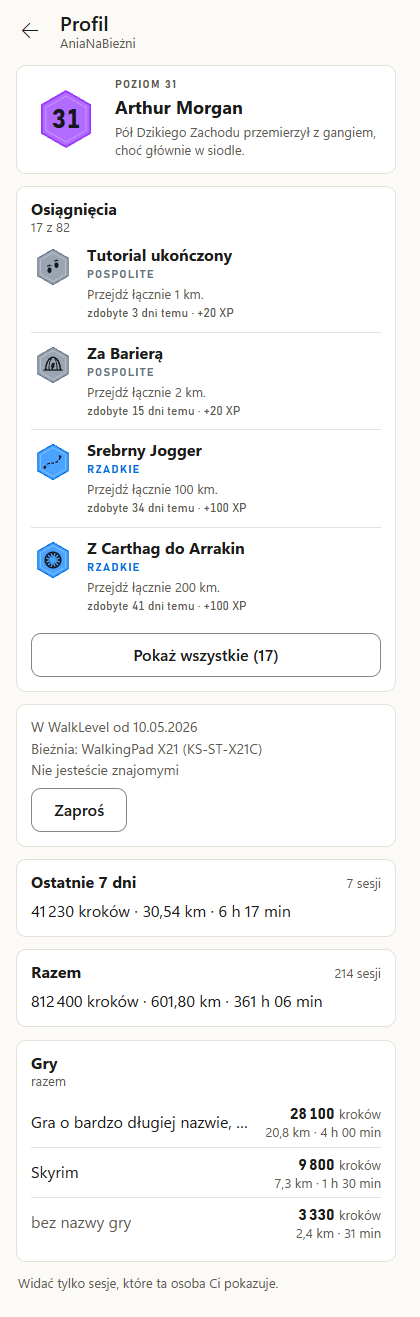 Profil
AniaNaBieżni
31
POZIOM 31
Arthur Morgan
Pół Dzikiego Zachodu przemierzył z gangiem,
choć głównie w siodle.
Osiągnięcia
17 z 82
Tutorial ukończony
POSPOLITE
Przejdź łącznie 1 km.
zdobyte 3 dni temu · +20 XP
Za Barierą
POSPOLITE
Przejdź łącznie 2 km.
zdobyte 15 dni temu · +20 XP
Srebrny Jogger
RZADKIE
Przejdź łącznie 100 km.
zdobyte 34 dni temu · +100 XP
Z Carthag do Arrakin
RZADKIE
Przejdź łącznie 200 km.
zdobyte 41 dni temu · +100 XP
Pokaż wszystkie (17)
W WalkLevel od 10.05.2026
Bieżnia: WalkingPad X21 (KS-ST-X21C)
Nie jesteście znajomymi
Zaproś
Ostatnie 7 dni 7 sesji
41 230 kroków · 30,54 km · 6 h 17 min
Razem 214 sesji
812 400 kroków · 601,80 km · 361 h 06 min
Gry
razem
Gra o bardzo długiej nazwie, ... 28 100 kroków
20,8 km · 4 h 00 min
Skyrim 9 800 kroków
7,3 km · 1 h 30 min
bez nazwy gry 3 330 kroków
2,4 km · 31 min
Widać tylko sesje, które ta osoba Ci pokazuje.